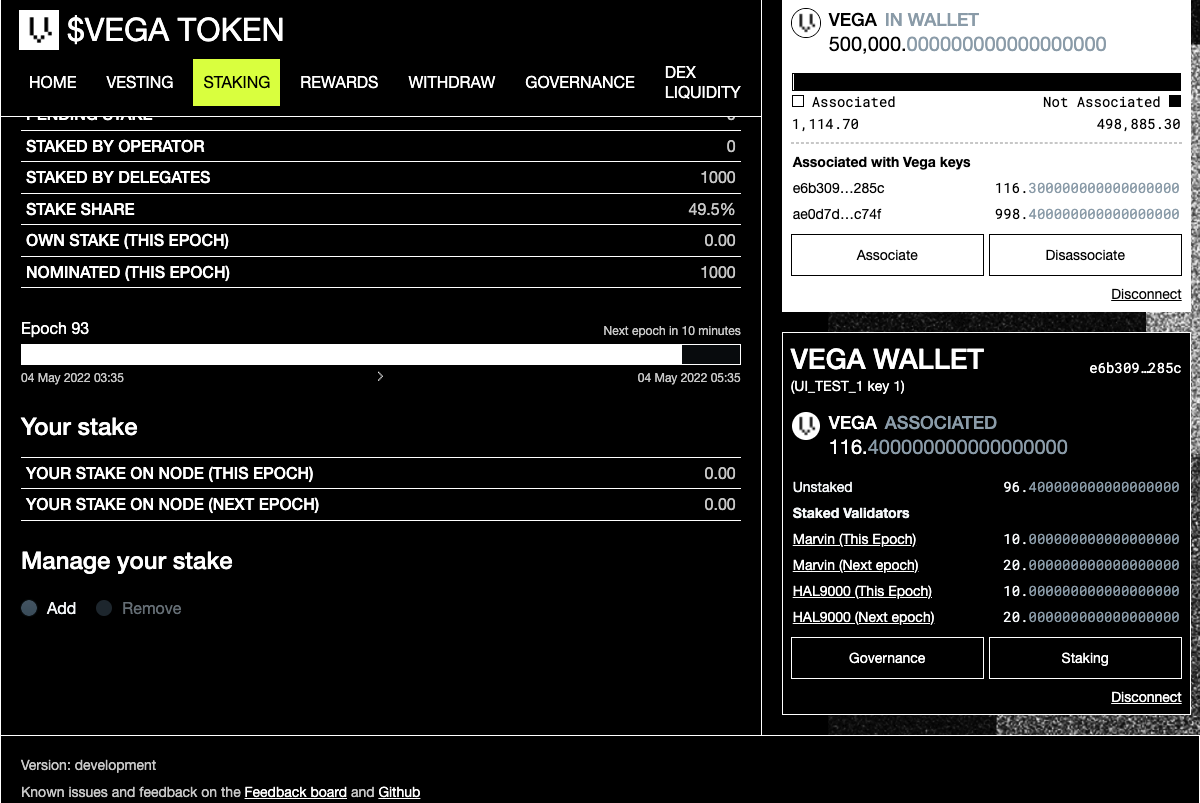 $VEGA TOKEN
HOME VESTING STAKING REWARDS WITHDRAW GOVERNANCE DEX LIQUIDITY
PENDING STAKE
STAKED BY OPERATOR 0
STAKED BY DELEGATES 1000
STAKE SHARE 49.5%
OWN STAKE (THIS EPOCH) 0.00
NOMINATED (THIS EPOCH) 1000
Epoch 93 Next epoch in 10 minutes
04 May 2022 03:35 > 04 May 2022 05:35
Your stake
YOUR STAKE ON NODE (THIS EPOCH) 0.00
YOUR STAKE ON NODE (NEXT EPOCH) 0.00
Manage your stake
Add Remove
VEGA IN WALLET
500,000.000000000000000000
Associated Not Associated
1,114.70 498,885.30
Associated with Vega keys
e6b309…285c 116.300000000000000000
ae0d7d…c74f 998.400000000000000000
Associate Disassociate
Disconnect
VEGA WALLET e6b309…285c
(UI_TEST_1 key 1)
VEGA ASSOCIATED
116.400000000000000000
Unstaked 96.400000000000000000
Staked Validators
Marvin (This Epoch) 10.000000000000000000
Marvin (Next epoch) 20.000000000000000000
HAL9000 (This Epoch) 10.000000000000000000
HAL9000 (Next epoch) 20.000000000000000000
Governance Staking
Disconnect
Version: development
Known issues and feedback on the Feedback board and Github